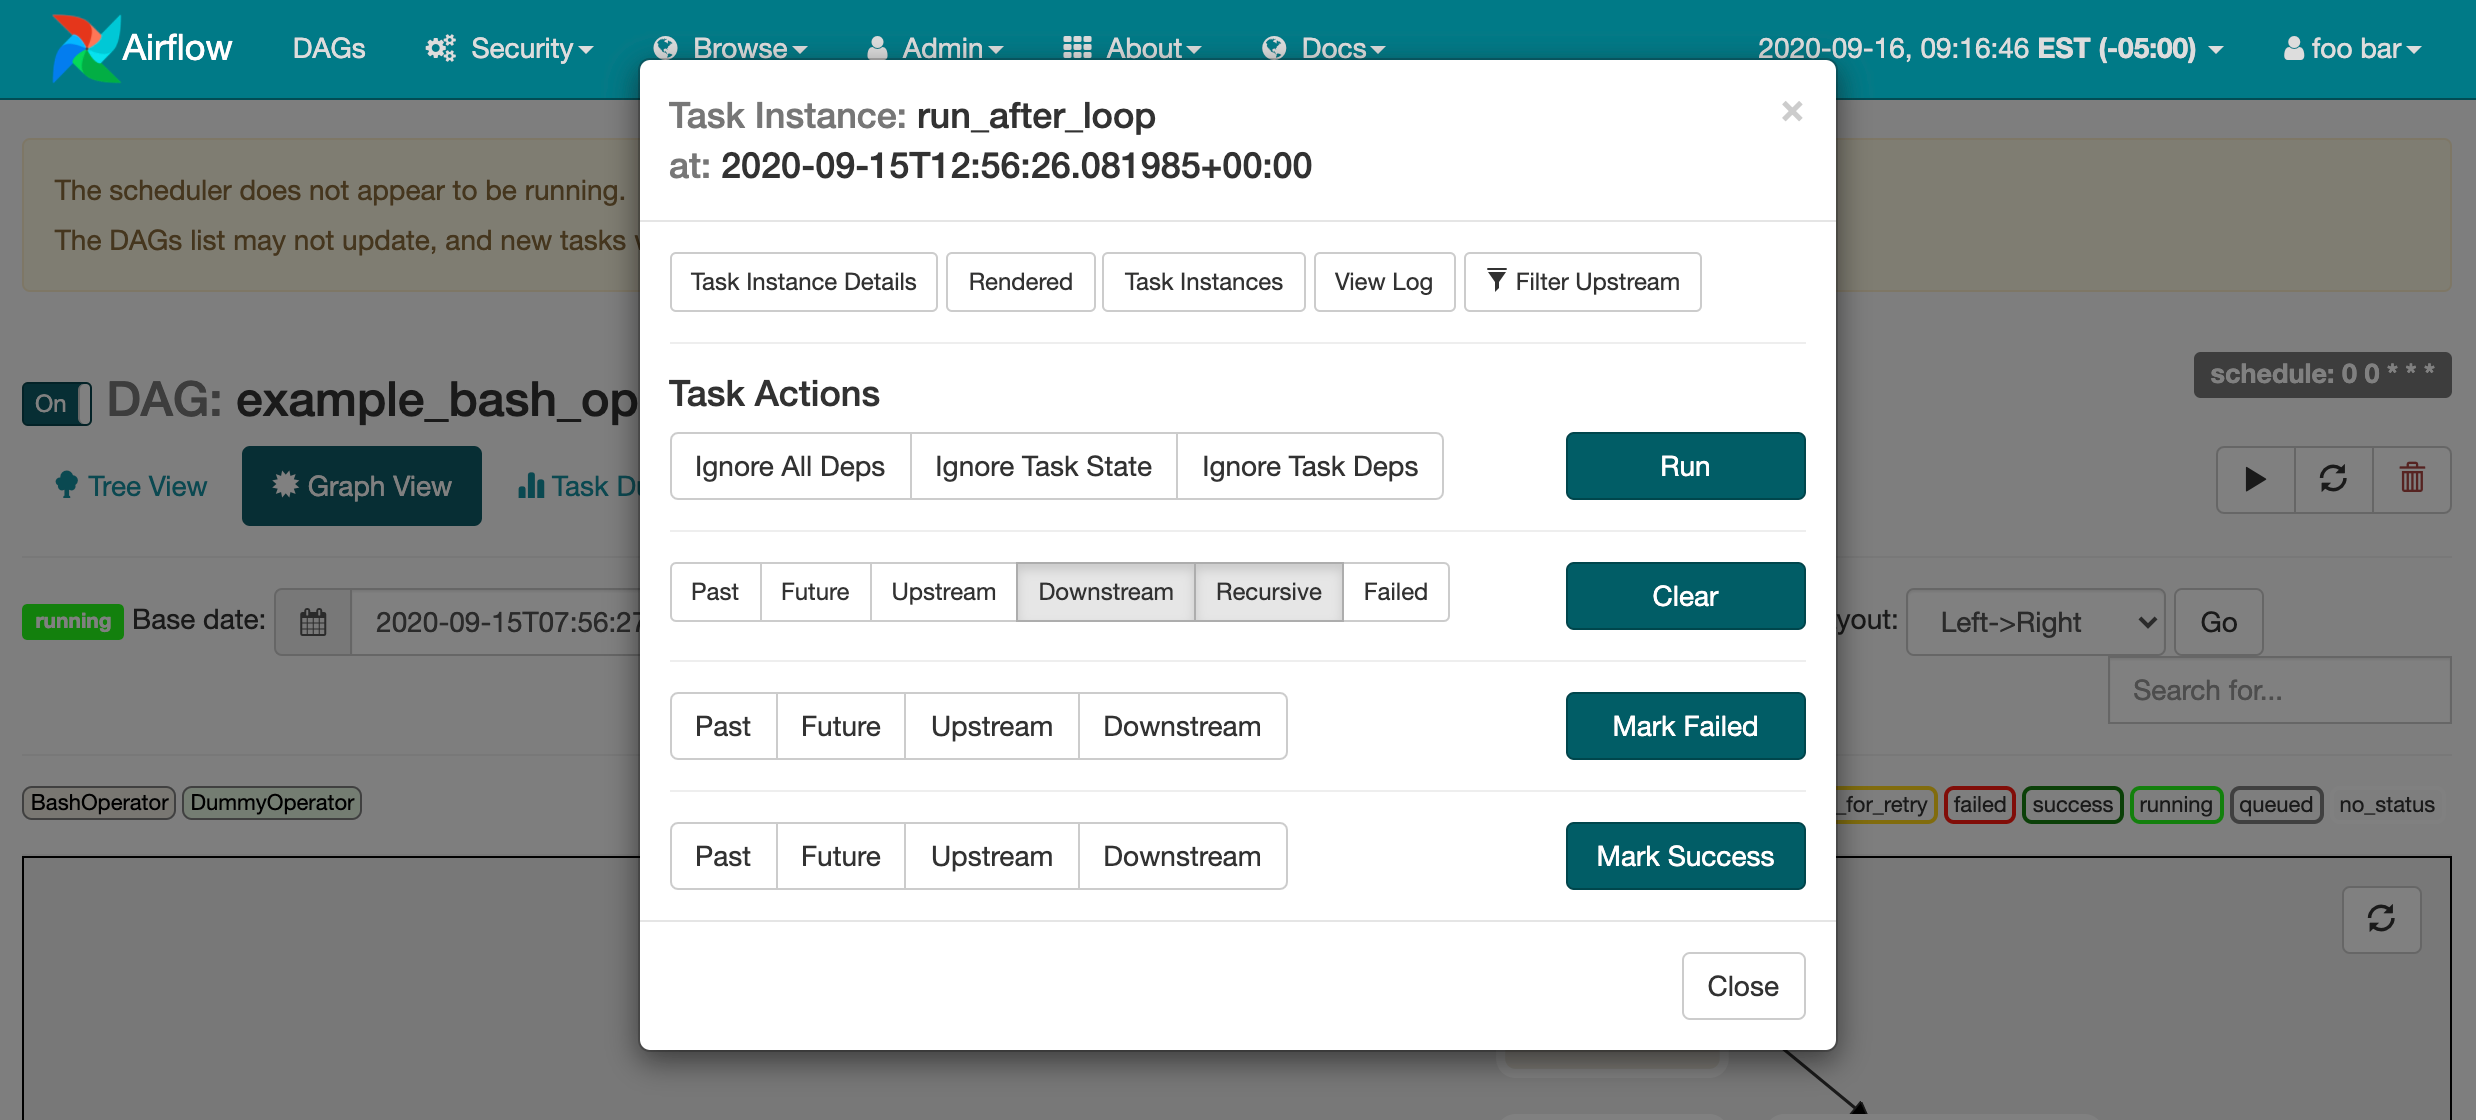 Airflow DAGs Security Browse Admin About Docs 2020-09-16, 09:16:46 EST (-05:00) foo bar
Task Instance: run_after_loop ×
at: 2020-09-15T12:56:26.081985+00:00
The scheduler does not appear to be running.
The DAGs list may not update, and new tasks
Task Instance Details Rendered Task Instances View Log Filter Upstream
Task Actions
On DAG: example_bash_op schedule: 0 0 * * *
Ignore All Deps Ignore Task State Ignore Task Deps Run
Tree View Graph View Task
Past Future Upstream Downstream Recursive Failed Clear
running Base date: 2020-09-15T07:56:27 yout: Left->Right Go
Search for...
Past Future Upstream Downstream Mark Failed
BashOperator DummyOperator _for_retry failed success running queued no_status
Past Future Upstream Downstream Mark Success
Close